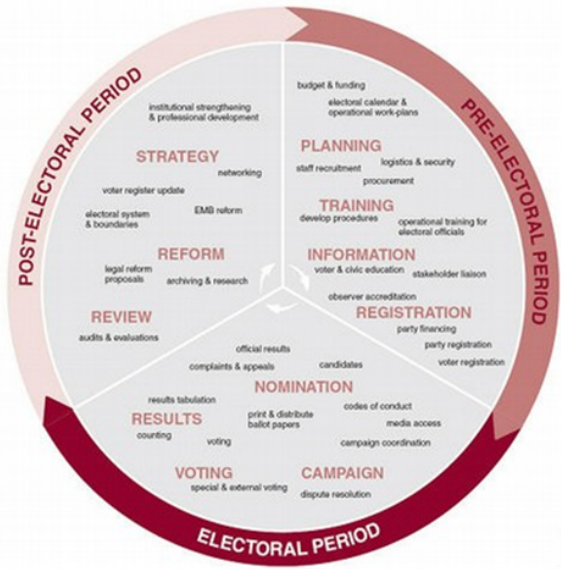 PRE-ELECTORAL PERIOD
budget & funding
electoral calendar &
operational work-plans
PLANNING
logistics & security
staff recruitment
procurement
TRAINING
develop procedures
operational training for
electoral officials
INFORMATION
voter & civic education
stakeholder liaison
observer accreditation
REGISTRATION
party financing
party registration
voter registration
ELECTORAL PERIOD
official results
complaints & appeals
candidates
NOMINATION
results tabulation
codes of conduct
RESULTS
print & distribute
ballot papers
media access
counting
voting
campaign coordination
VOTING
CAMPAIGN
special & external voting
dispute resolution
POST-ELECTORAL PERIOD
institutional strengthening
& professional development
STRATEGY
networking
voter register update
electoral system
& boundaries
EMB reform
REFORM
legal reform
proposals
archiving & research
REVIEW
audits & evaluations